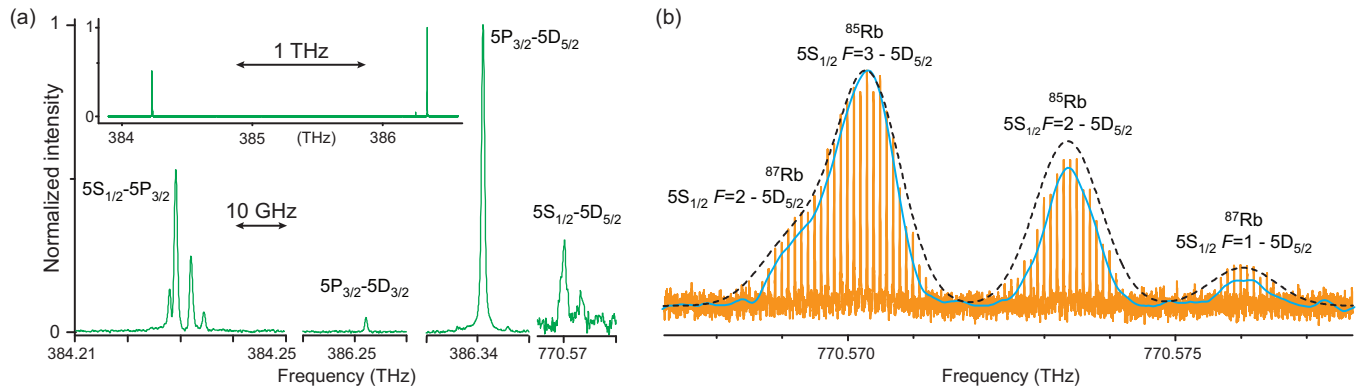 (a)
Normalized intensity
1
0
1
0
1 THz
384
385
(THz)
386
5S1/2-5P3/2
10 GHz
5P3/2-5D3/2
5P3/2-5D5/2
5S1/2-5D5/2
384.21
384.25
386.25
386.34
770.57
Frequency (THz)
(b)
85Rb
5S1/2 F=3 - 5D5/2
87Rb
5S1/2 F=2 - 5D5/2
85Rb
5S1/2 F=2 - 5D5/2
87Rb
5S1/2 F=1 - 5D5/2
770.570
770.575
Frequency (THz)